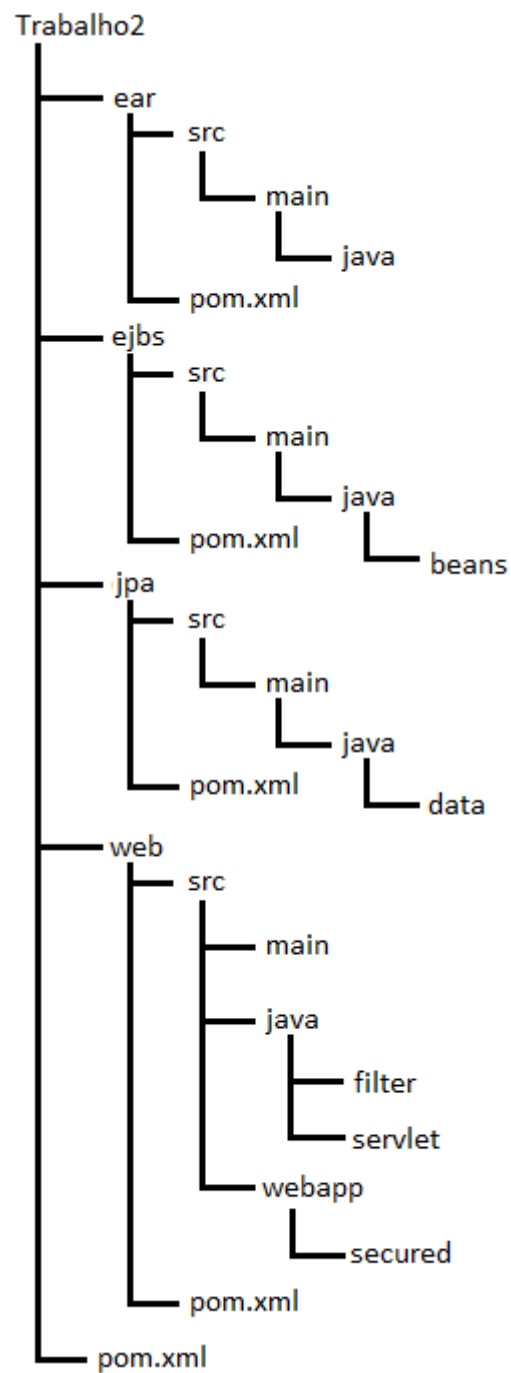 Trabalho2
ear
src
main
java
pom.xml
ejbs
src
main
java
pom.xml
beans
jpa
src
main
java
pom.xml
data
web
src
main
java
filter
servlet
webapp
secured
pom.xml
pom.xml